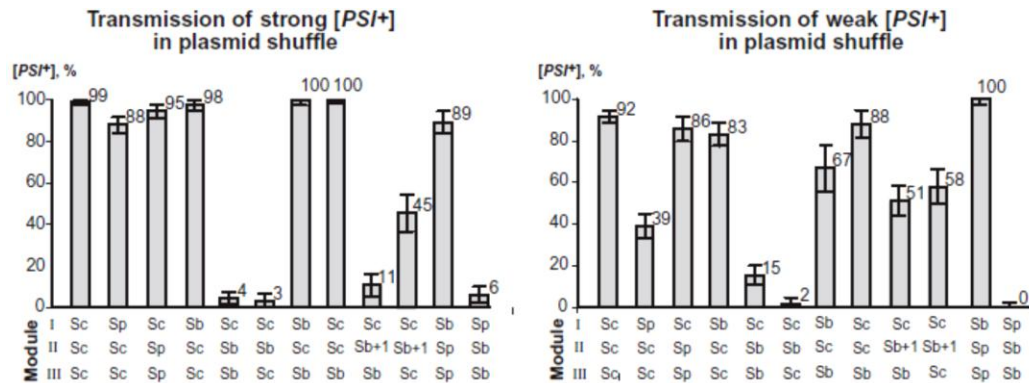 Transmission of strong [PSI+]
in plasmid shuffle
[PSI+], %
100
80
60
40
20
0
99 88 95 98 4 3 100 100 11 45 89 6
Module
I Sc Sp Sc Sb Sc Sc Sb Sb Sc Sc Sb Sp
II Sc Sc Sp Sc Sb Sb Sc Sc Sb+1 Sb+1 Sp Sb
III Sc Sc Sp Sc Sc Sb Sb Sc Sb Sc Sp Sb
Transmission of weak [PSI+]
in plasmid shuffle
[PSI+], %
100
80
60
40
20
0
92 39 86 83 15 2 67 88 51 58 100 0
Module
I Sc Sp Sc Sb Sc Sc Sb Sb Sc Sc Sb Sp
II Sc Sc Sp Sc Sb Sb Sc Sc Sb+1 Sb+1 Sp Sb
III Sc Sc Sp Sc Sc Sb Sb Sc Sb Sc Sp Sb